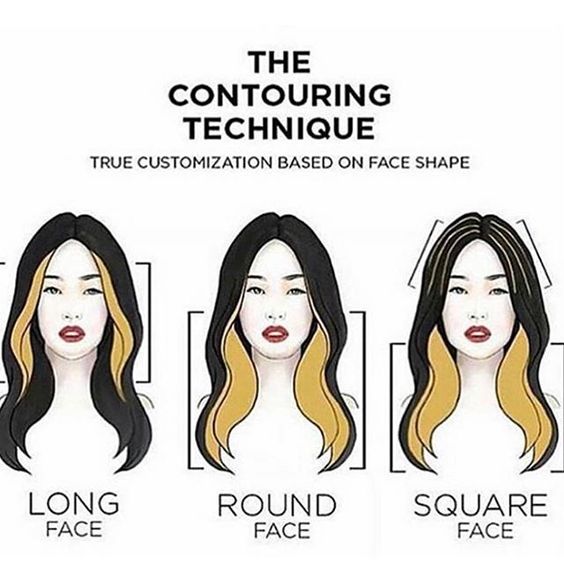 THE
CONTOURING
TECHNIQUE
TRUE CUSTOMIZATION BASED ON FACE SHAPE
LONG
FACE
ROUND
FACE
SQUARE
FACE